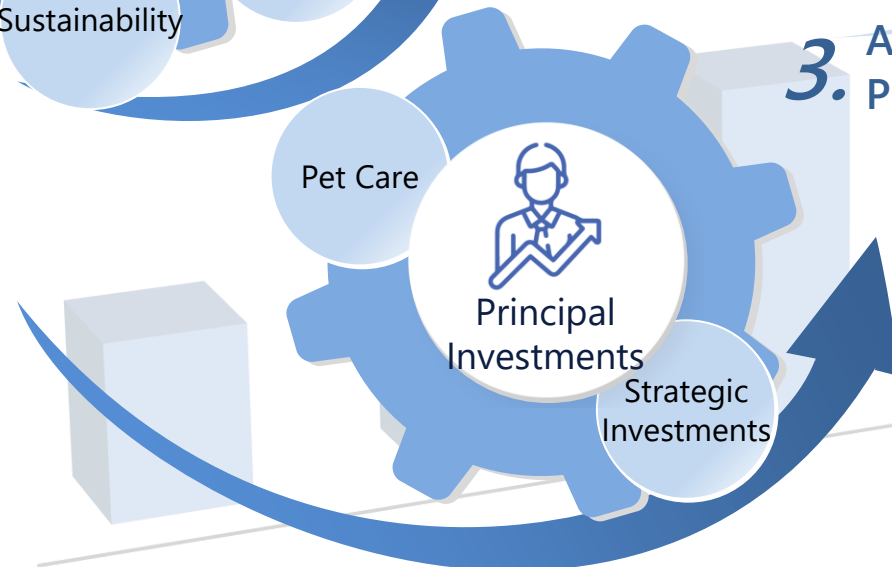 Sustainability
3.
A
P
Pet Care
Principal
Investments
Strategic
Investments